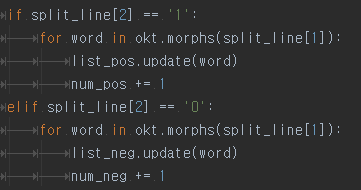 if split_line[2] == '1':
    for word in okt.morphs(split_line[1]):
        list_pos.update(word)
        num_pos += 1
elif split_line[2] == '0':
    for word in okt.morphs(split_line[1]):
        list_neg.update(word)
        num_neg += 1